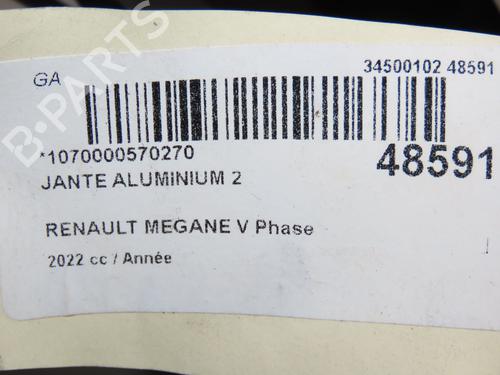 GA
34500102 48591
*1070000570270
48591
JANTE ALUMINIUM 2
RENAULT MEGANE V Phase
2022 cc / Année
B-PARTS